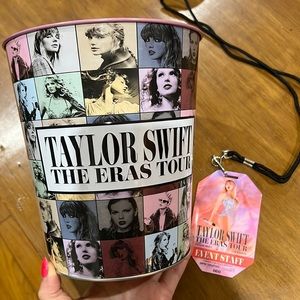 TAYLOR SWIFT
THE ERAS TOUR
TAYLOR SWIFT
THE ERAS TOUR
EVENT STAFF